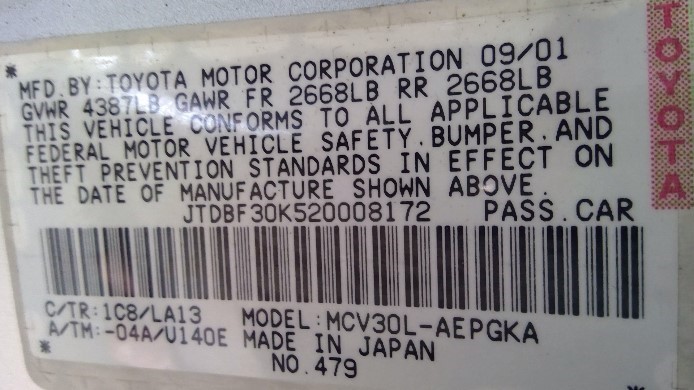 MFD.BY:TOYOTA MOTOR CORPORATION 09/01
GVWR 4387LB GAWR FR 2668LB RR 2668LB
THIS VEHICLE CONFORMS TO ALL APPLICABLE
FEDERAL MOTOR VEHICLE SAFETY.BUMPER.AND
THEFT PREVENTION STANDARDS IN EFFECT ON
THE DATE OF MANUFACTURE SHOWN ABOVE.
JTDBF30K520008172 PASS.CAR
C/TR:1C8/LA13 MODEL:MCV30L-AEPGKA
A/TM:-04A/U140E MADE IN JAPAN
NO.479
TOYOTA